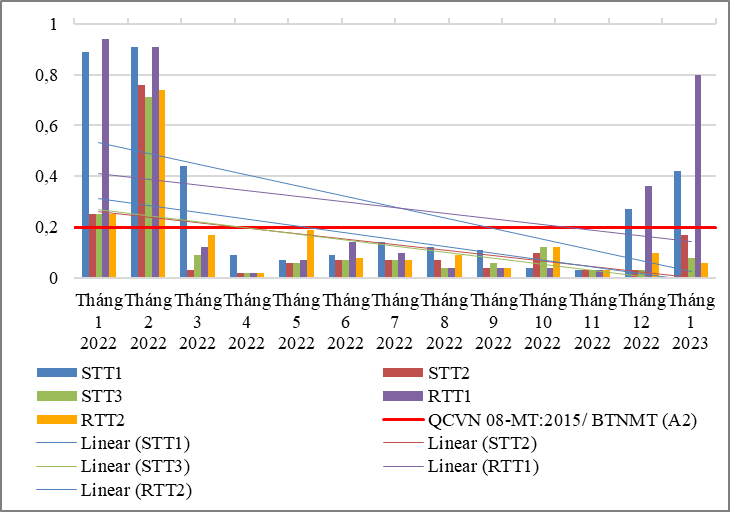 1
0,8
0,6
0,4
0,2
0
Tháng Tháng Tháng Tháng Tháng Tháng Tháng Tháng Tháng Tháng Tháng Tháng Tháng
1 2 3 4 5 6 7 8 9 10 11 12 1
2022 2022 2022 2022 2022 2022 2022 2022 2022 2022 2022 2022 2023
STT1 STT2
STT3 RTT1
RTT2 QCVN 08-MT:2015/ BTNMT (A2)
Linear (STT1) Linear (STT2)
Linear (STT3) Linear (RTT1)
Linear (RTT2)